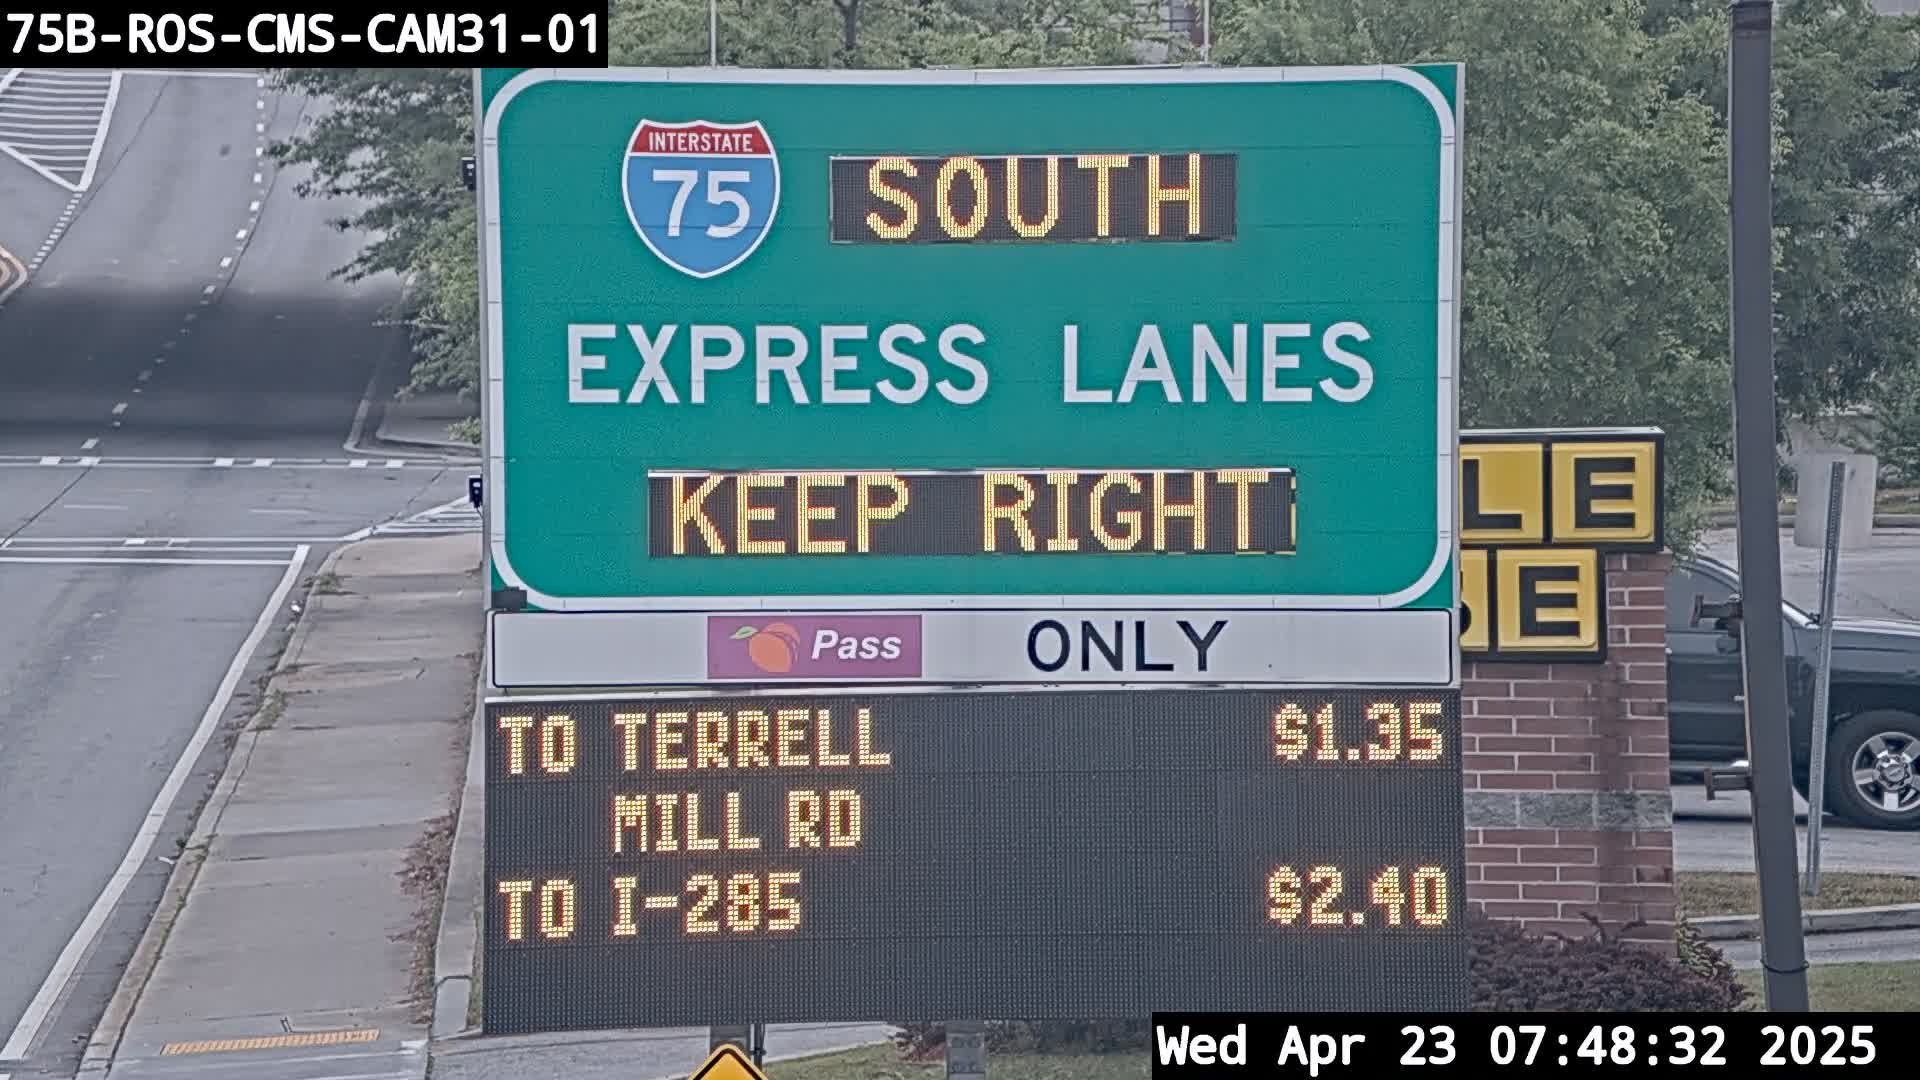 75B-ROS-CMS-CAM31-01
INTERSTATE
75
SOUTH
EXPRESS LANES
KEEP RIGHT
LE
E
Pass ONLY
TO TERRELL $1.35
MILL RD
TO I-285 $2.40
Wed Apr 23 07:48:32 2025